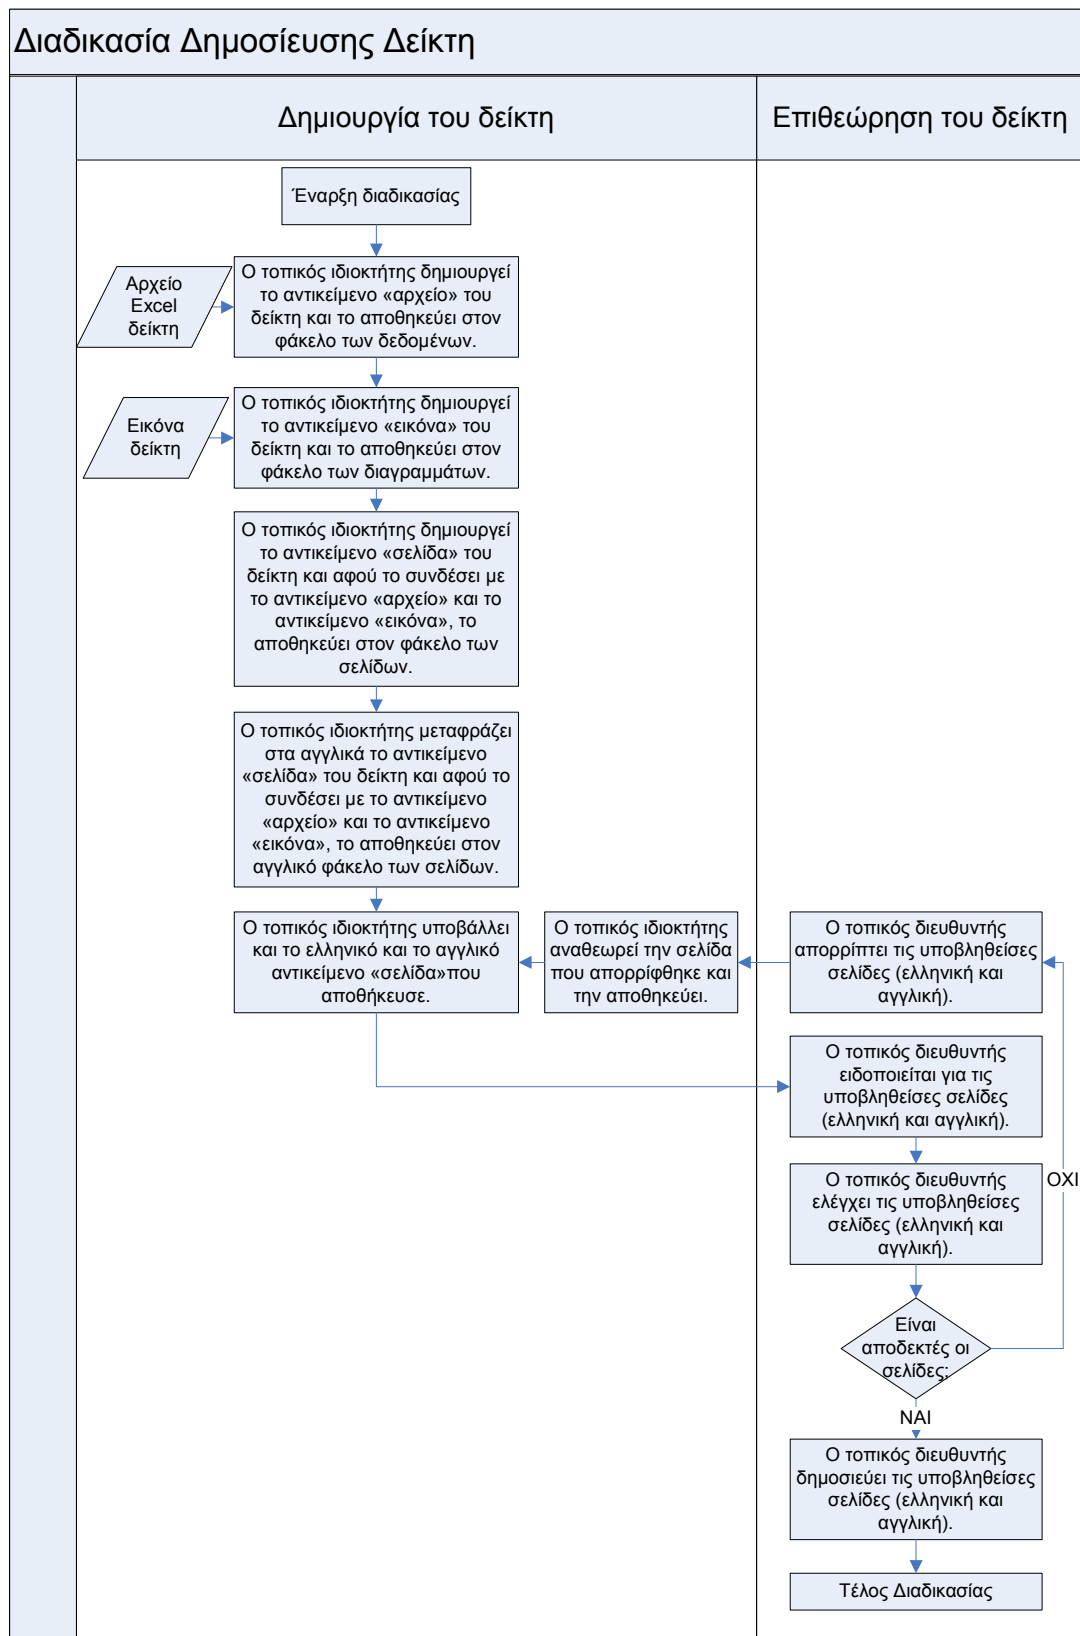 Διαδικασία Δημοσίευσης Δείκτη
Δημιουργία του δείκτη
Επιθεώρηση του δείκτη
Έναρξη διαδικασίας
Αρχείο
Excel
δείκτη
Ο τοπικός ιδιοκτήτης δημιουργεί
το αντικείμενο «αρχείο» του
δείκτη και το αποθηκεύει στον
φάκελο των δεδομένων.
Εικόνα
δείκτη
Ο τοπικός ιδιοκτήτης δημιουργεί
το αντικείμενο «εικόνα» του
δείκτη και το αποθηκεύει στον
φάκελο των διαγραμμάτων.
Ο τοπικός ιδιοκτήτης δημιουργεί
το αντικείμενο «σελίδα» του
δείκτη και αφού το συνδέσει με
το αντικείμενο «αρχείο» και το
αντικείμενο «εικόνα», το
αποθηκεύει στον φάκελο των
σελίδων.
Ο τοπικός ιδιοκτήτης μεταφράζει
στα αγγλικά το αντικείμενο
«σελίδα» του δείκτη και αφού το
συνδέσει με το αντικείμενο
«αρχείο» και το αντικείμενο
«εικόνα», το αποθηκεύει στον
αγγλικό φάκελο των σελίδων.
Ο τοπικός ιδιοκτήτης υποβάλλει
και το ελληνικό και το αγγλικό
αντικείμενο «σελίδα»που
αποθήκευσε.
Ο τοπικός ιδιοκτήτης
αναθεωρεί την σελίδα
που απορρίφθηκε και
την αποθηκεύει.
Ο τοπικός διευθυντής
απορρίπτει τις υποβληθείσες
σελίδες (ελληνική και
αγγλική).
Ο τοπικός διευθυντής
ειδοποιείται για τις
υποβληθείσες σελίδες
(ελληνική και αγγλική).
Ο τοπικός διευθυντής
ελέγχει τις υποβληθείσες
σελίδες (ελληνική και
αγγλική).
ΟΧΙ
Είναι
αποδεκτές οι
σελίδες;
ΝΑΙ
Ο τοπικός διευθυντής
δημοσιεύει τις υποβληθείσες
σελίδες (ελληνική και
αγγλική).
Τέλος Διαδικασίας